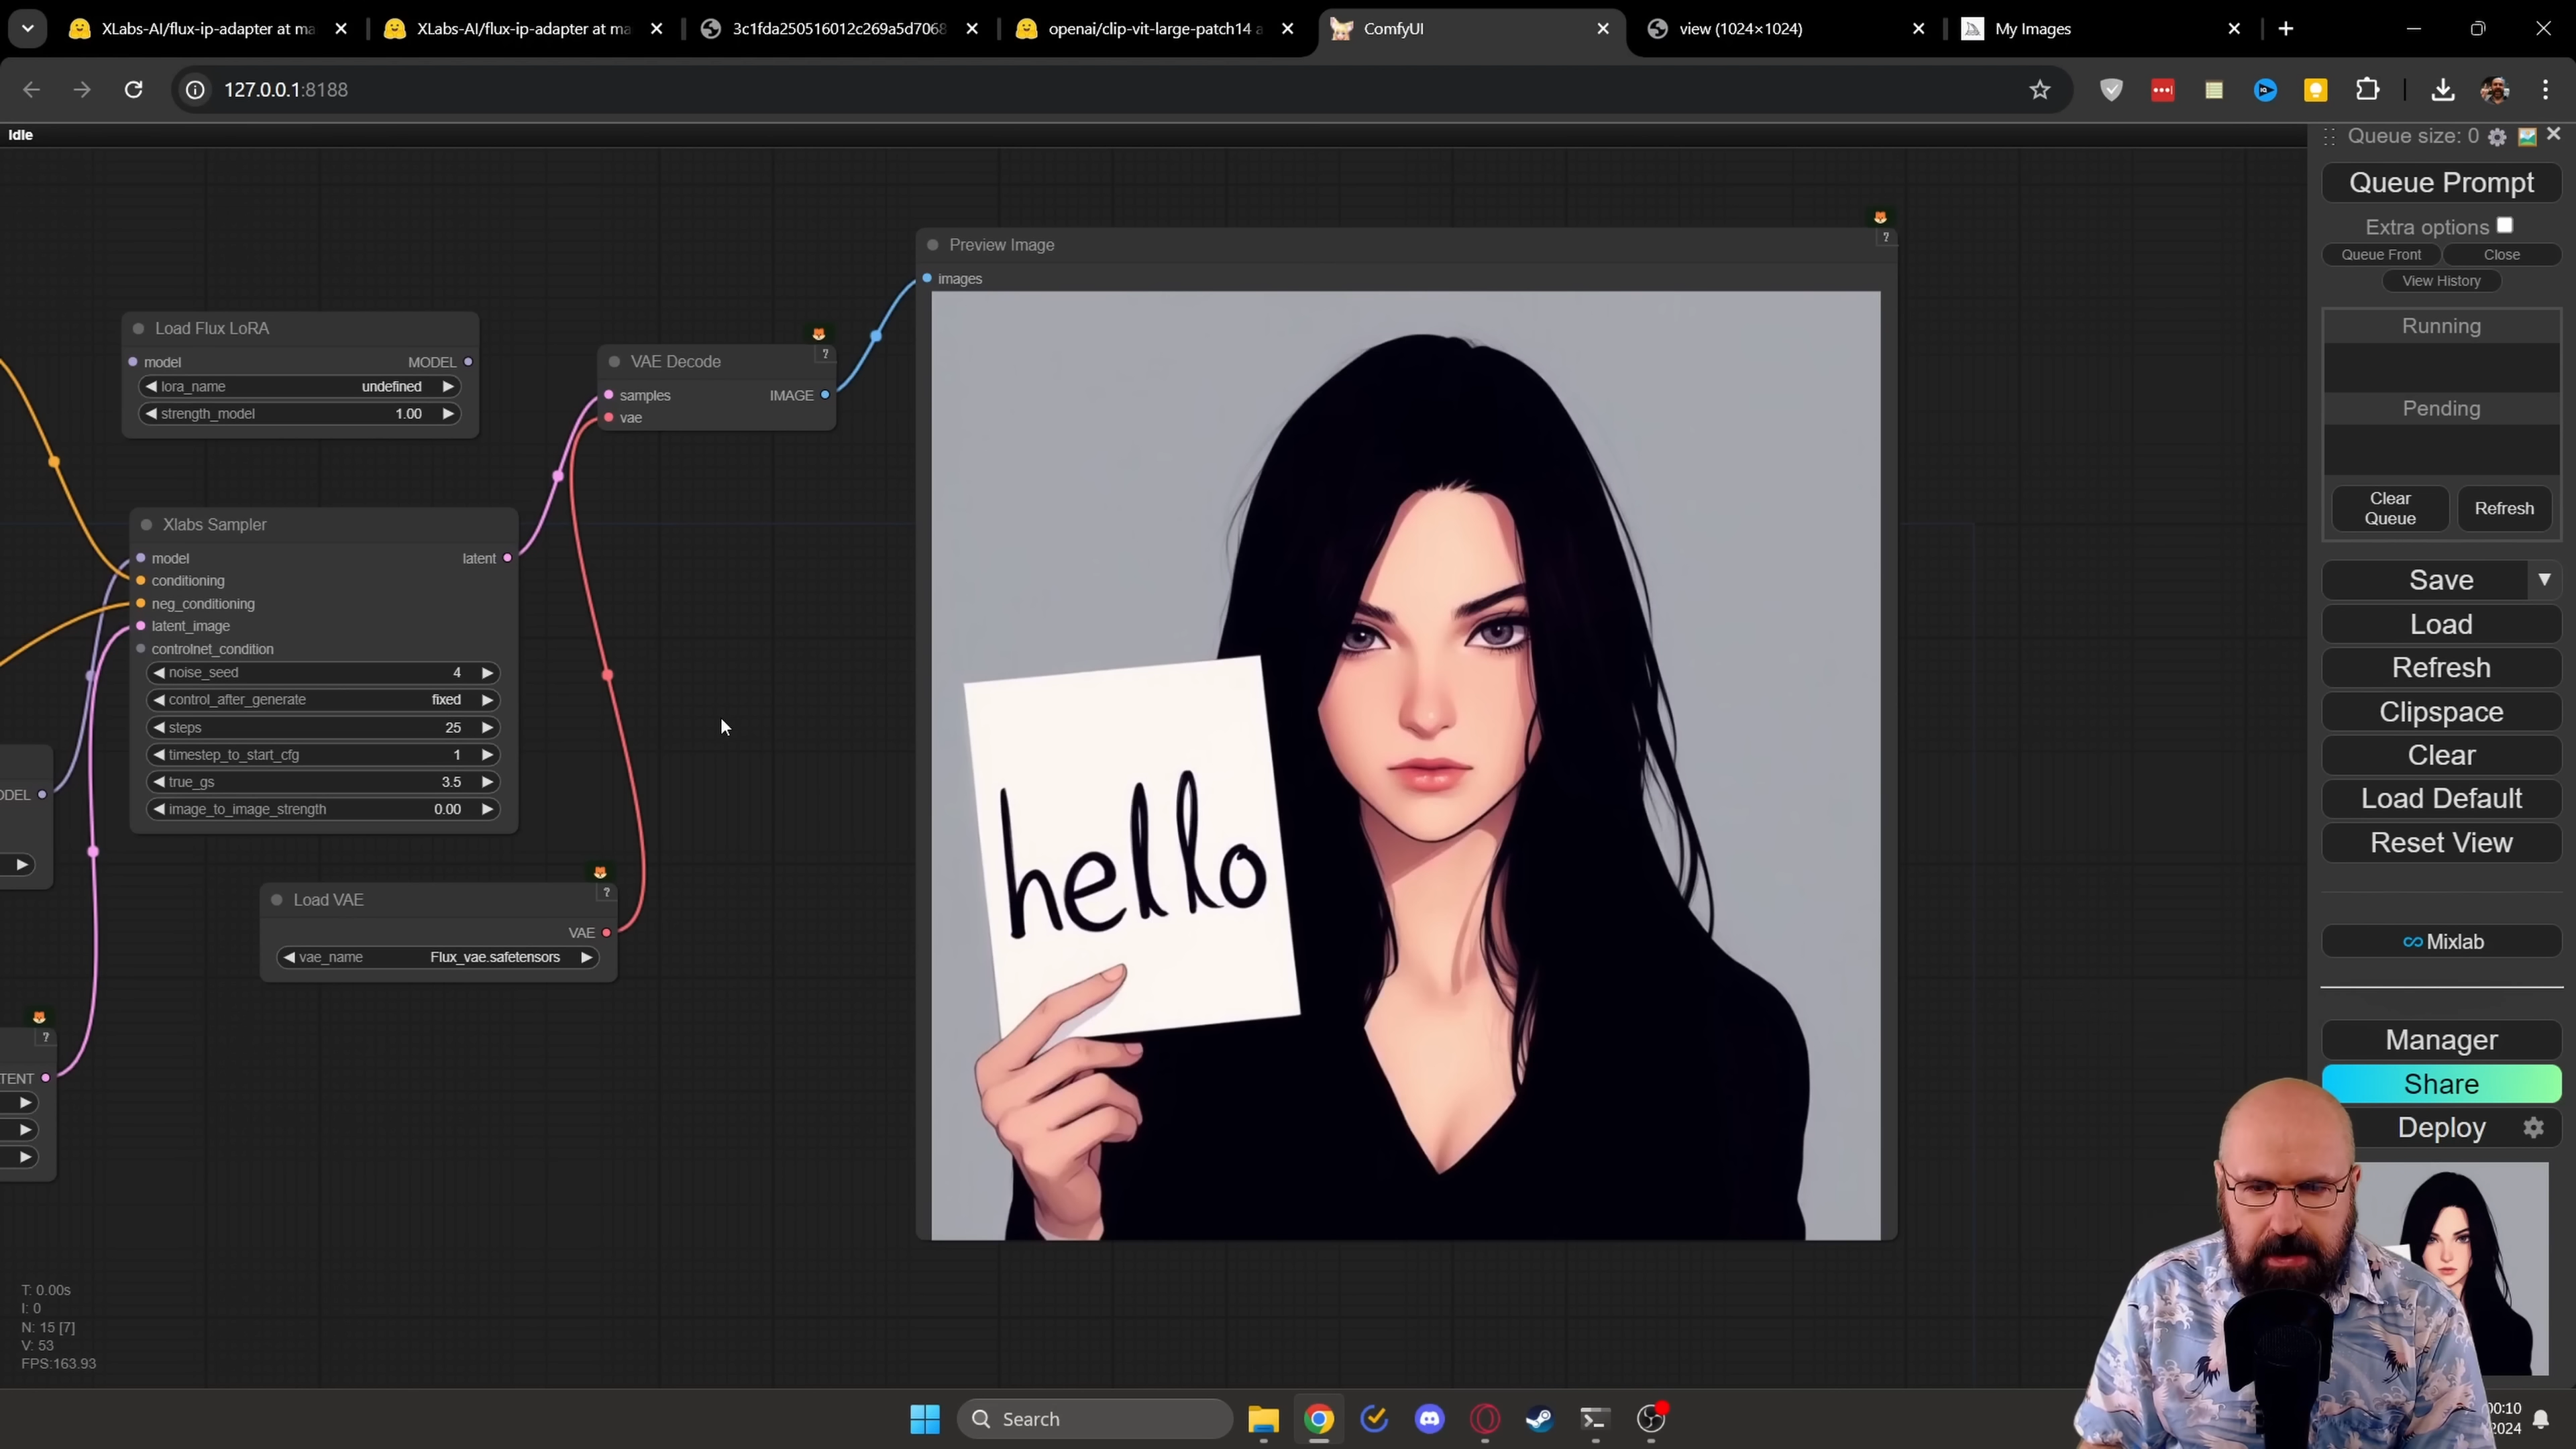 XLabs-AI/flux-ip-adapter at ma
XLabs-AI/flux-ip-adapter at ma
3c1fda250516012c269a5d7068
openai/clip-vit-large-patch14 a
ComfyUI
view (1024×1024)
My Images
127.0.0.1:8188
Idle
Queue size: 0
Queue Prompt
Extra options
Queue Front
Close
View History
Running
Pending
Clear Queue
Refresh
Save
Load
Refresh
Clipspace
Clear
Load Default
Reset View
Mixlab
Manager
Share
Deploy
Load Flux LoRA
model MODEL
lora_name undefined
strength_model 1.00
VAE Decode
samples IMAGE
vae
Preview Image
images
hello
Xlabs Sampler
model latent
conditioning
neg_conditioning
latent_image
controlnet_condition
noise_seed 4
control_after_generate fixed
steps 25
timestep_to_start_cfg 1
true_gs 3.5
image_to_image_strength 0.00
Load VAE
VAE
vae_name Flux_vae.safetensors
T: 0.00s
I: 0
N: 15 [7]
V: 53
FPS:163.93
Search
00:10
2024